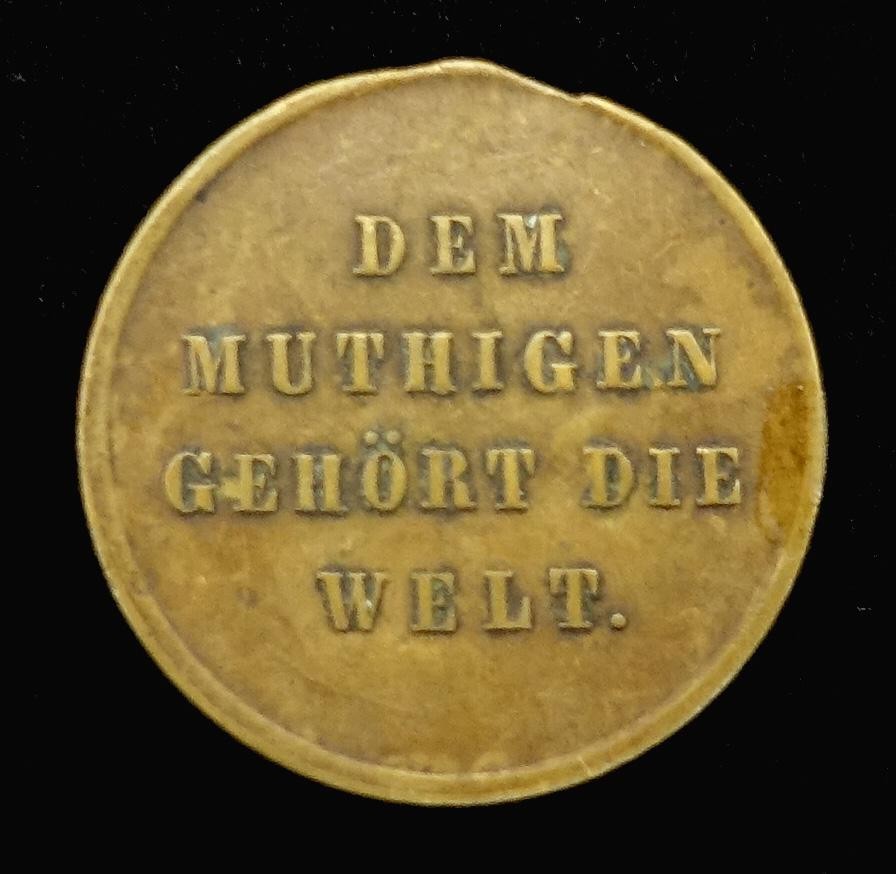 DEM
MUTHIGEN
GEHÖRT DIE
WELT.